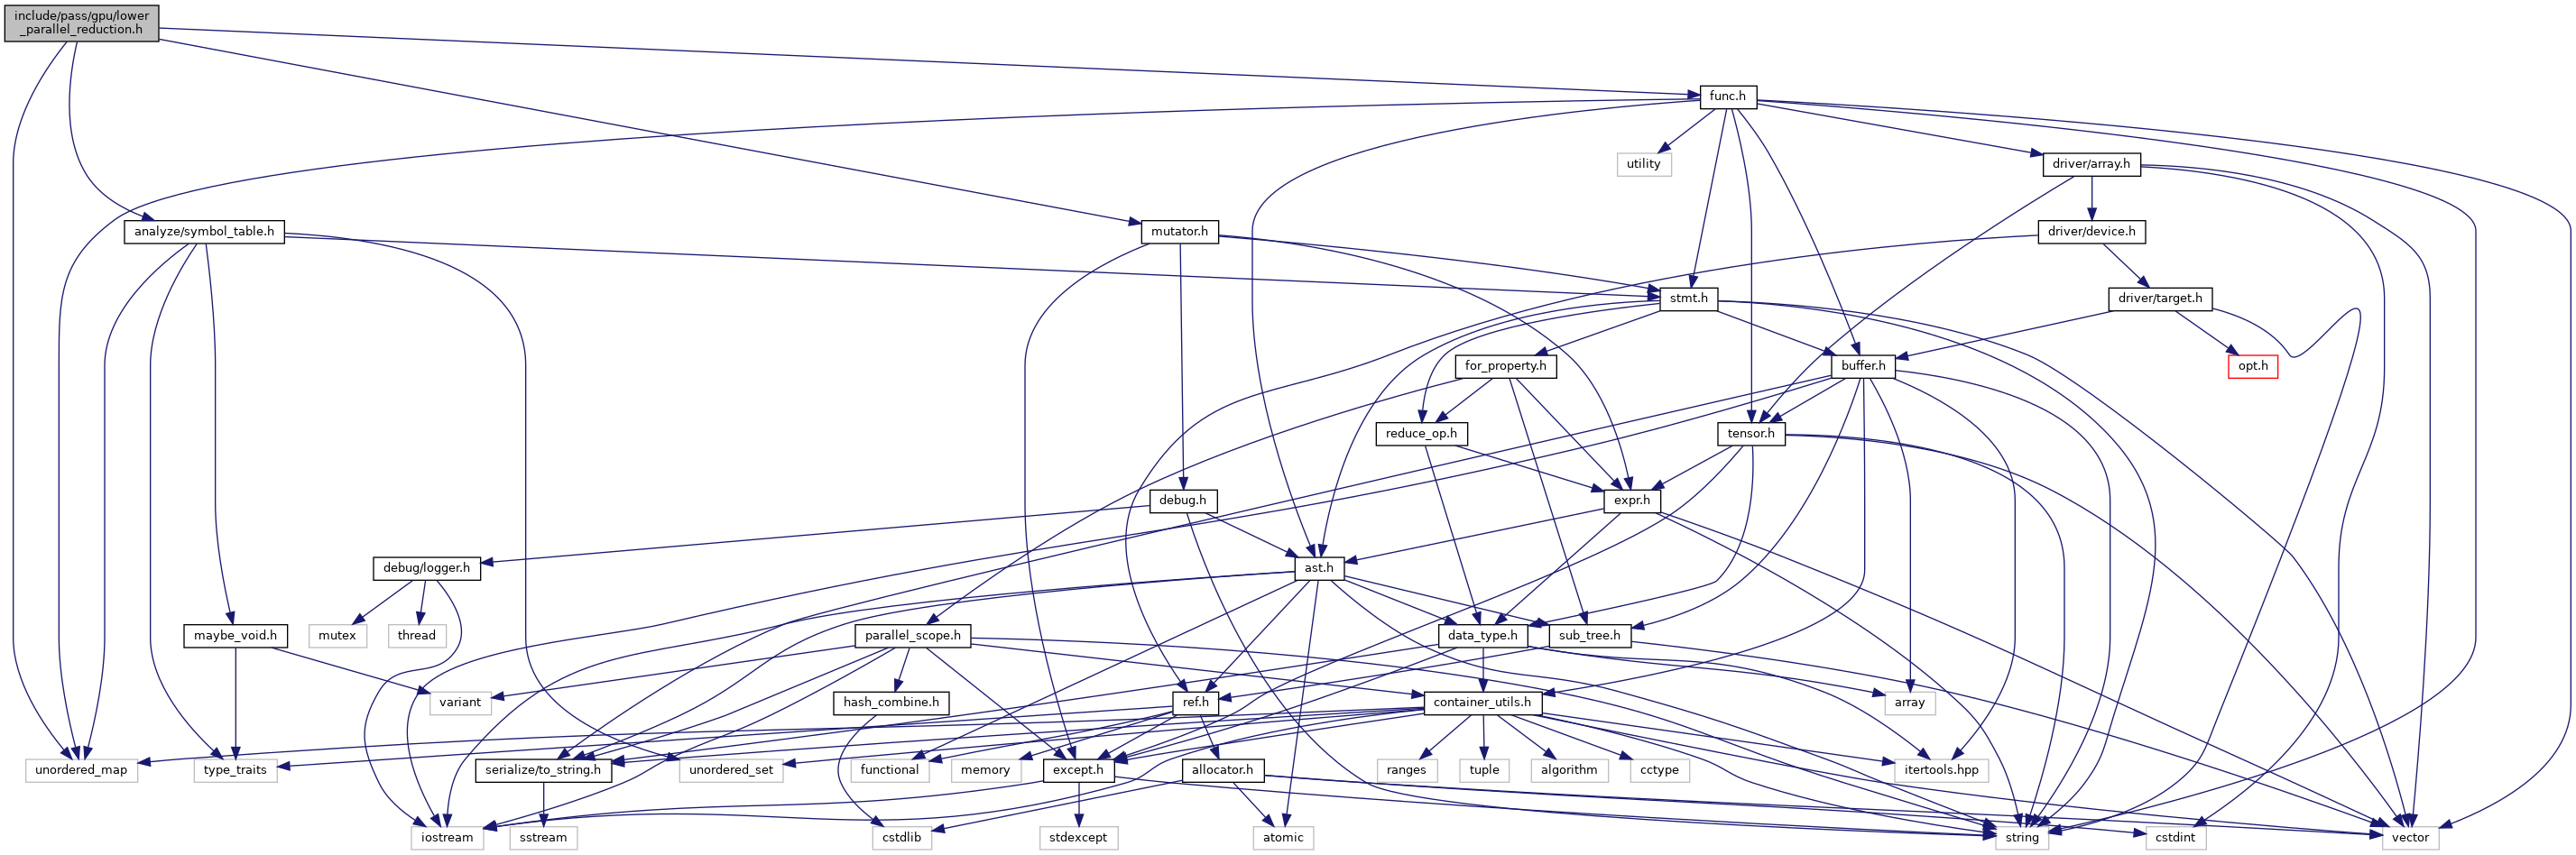 include/pass/gpu/lower
_parallel_reduction.h
func.h
utility
driver/array.h
analyze/symbol_table.h
mutator.h
driver/device.h
stmt.h
driver/target.h
for_property.h
buffer.h
opt.h
reduce_op.h
tensor.h
debug.h
expr.h
debug/logger.h
ast.h
mutex
thread
maybe_void.h
parallel_scope.h
data_type.h
sub_tree.h
variant
hash_combine.h
ref.h
container_utils.h
array
unordered_map
type_traits
serialize/to_string.h
unordered_set
functional
memory
except.h
allocator.h
ranges
tuple
algorithm
cctype
itertools.hpp
iostream
sstream
cstdlib
stdexcept
atomic
string
cstdint
vector